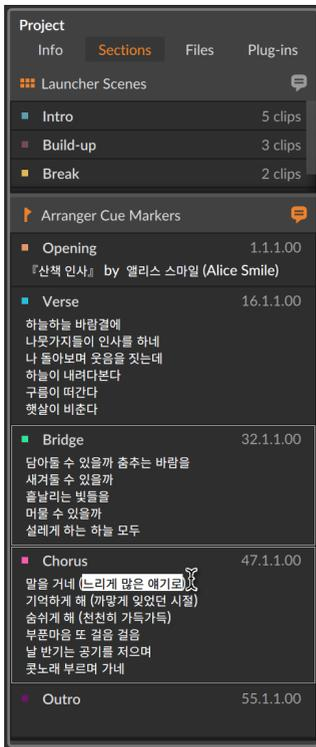 Project
Info Sections Files Plug-ins
Launcher Scenes
Intro 5 clips
Build-up 3 clips
Break 2 clips
Arranger Cue Markers
Opening 1.1.1.00
『산책 인사』 by 앨리스 스마일 (Alice Smile)
Verse 16.1.1.00
하늘하늘 바람결에
나뭇가지들이 인사를 하네
나 돌아보며 웃음을 짓는데
하늘이 내려다본다
구름이 떠간다
햇살이 비춘다
Bridge 32.1.1.00
담아둘 수 있을까 춤추는 바람을
새겨둘 수 있을까
흩날리는 빛들을
머물 수 있을까
설레게 하는 하늘 모두
Chorus 47.1.1.00
말을 거네 (느리게 많은 얘기로)
기억하게 해 (까맣게 잊었던 시절)
숨쉬게 해 (천천히 가득가득)
부푼마음 또 걸음 걸음
날 반기는 공기를 저으며
콧노래 부르며 가네
Outro 55.1.1.00